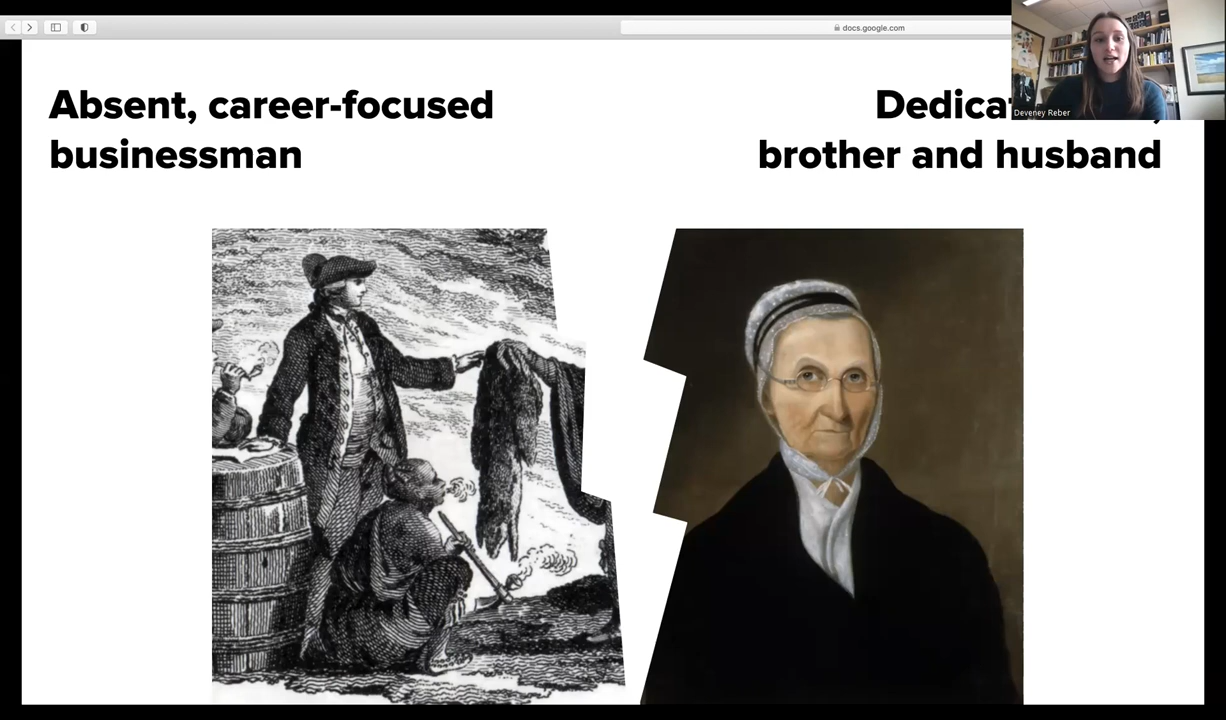 docs.google.com
Deveney Reber
Absent, career-focused
businessman
brother and husband